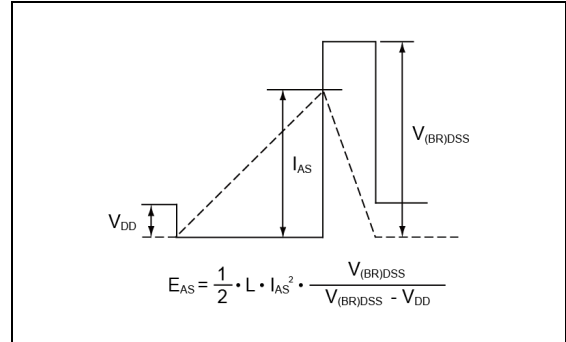 V(BR)DSS
IAS
VDD
EAS = 1/2 • L • IAS² • V(BR)DSS / (V(BR)DSS - VDD)